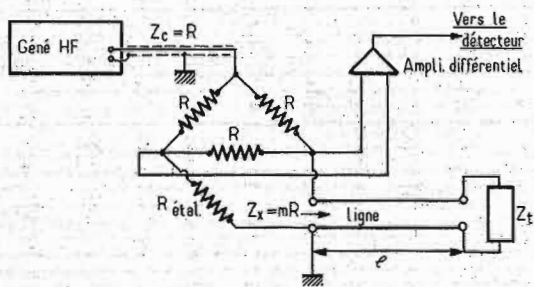 Géné HF
Zc = R
Vers le
détecteur
Ampli. différentiel
R
R
R
R étal.
Zx = mR
ligne
Zt
ℓ